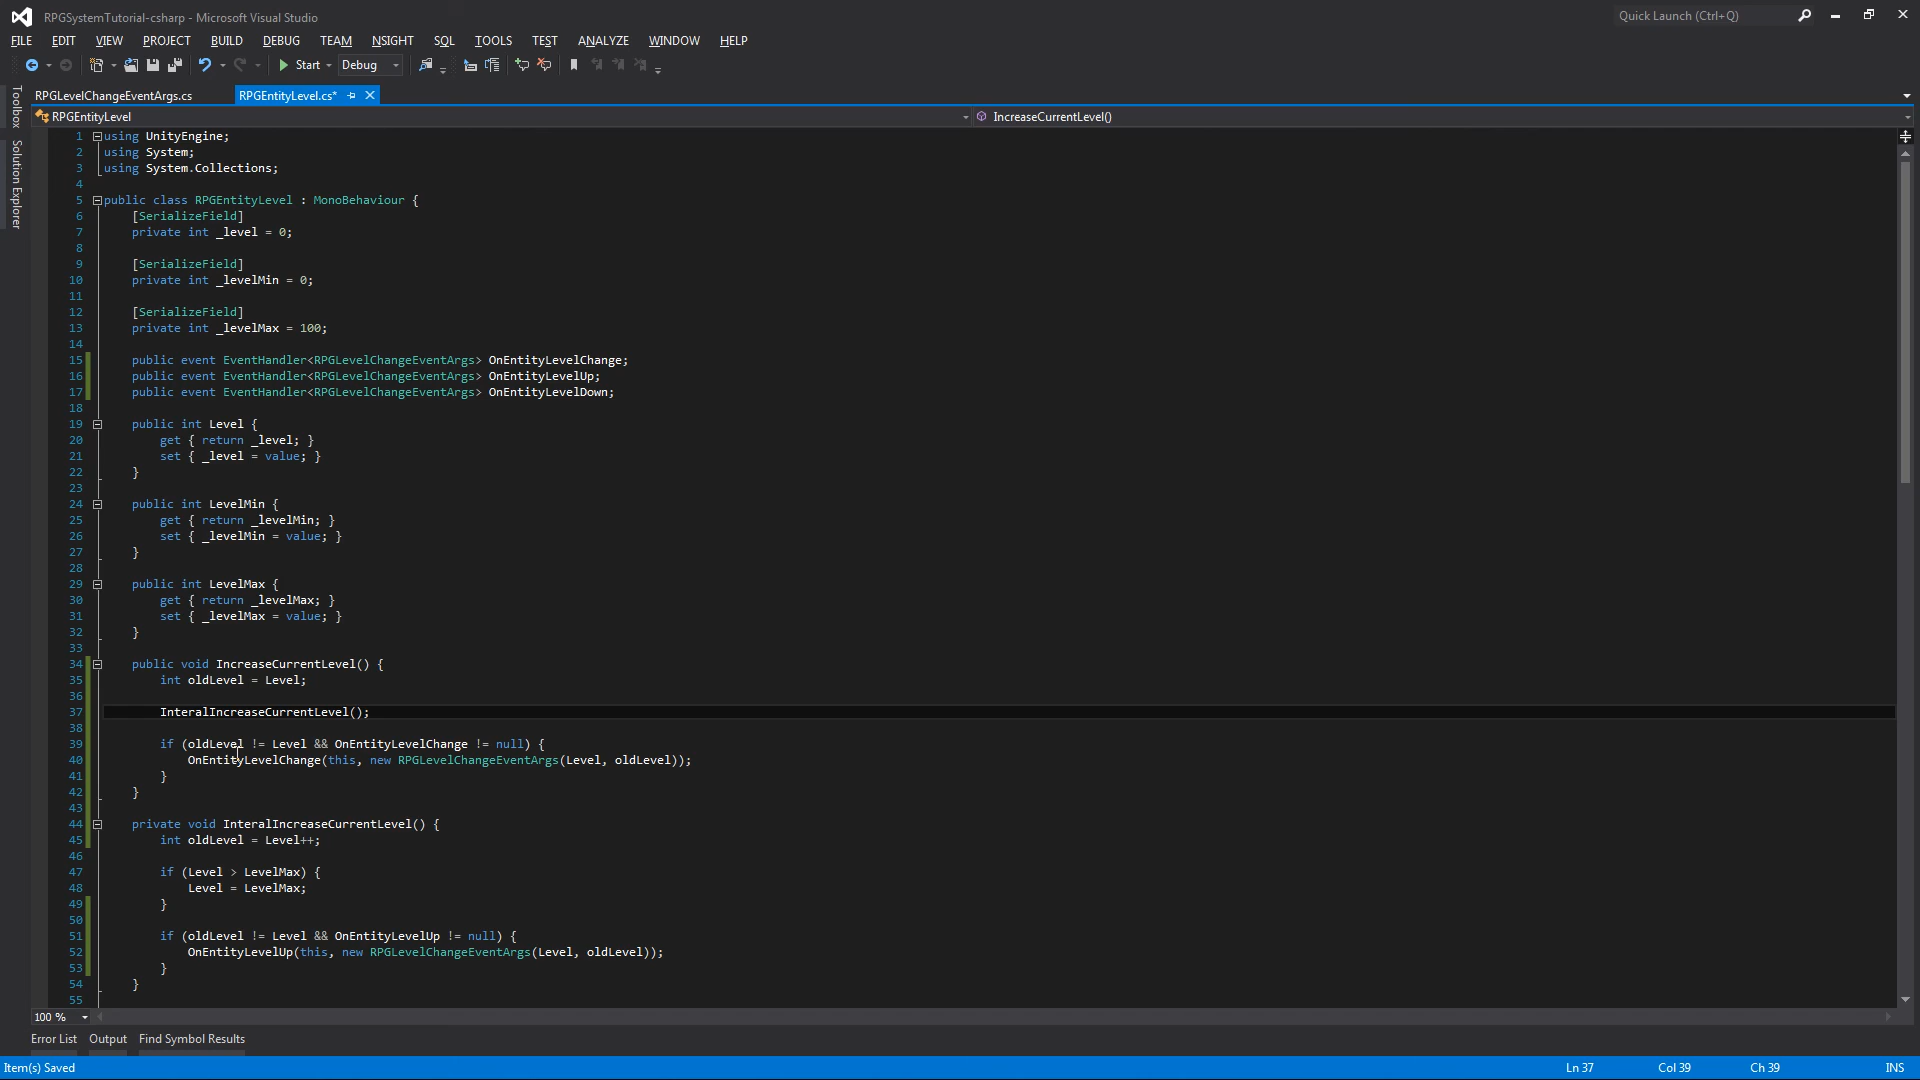 RPGSystemTutorial-csharp - Microsoft Visual Studio
Quick Launch (Ctrl+Q)
FILE EDIT VIEW PROJECT BUILD DEBUG TEAM NSIGHT SQL TOOLS TEST ANALYZE WINDOW HELP
Start Debug
Toolbox
Solution Explorer
RPGLevelChangeEventArgs.cs RPGEntityLevel.cs*
RPGEntityLevel IncreaseCurrentLevel()
1 using UnityEngine;
2 using System;
3 using System.Collections;
4
5 public class RPGEntityLevel : MonoBehaviour {
6 [SerializeField]
7 private int _level = 0;
8
9 [SerializeField]
10 private int _levelMin = 0;
11
12 [SerializeField]
13 private int _levelMax = 100;
14
15 public event EventHandler<RPGLevelChangeEventArgs> OnEntityLevelChange;
16 public event EventHandler<RPGLevelChangeEventArgs> OnEntityLevelUp;
17 public event EventHandler<RPGLevelChangeEventArgs> OnEntityLevelDown;
18
19 public int Level {
20 get { return _level; }
21 set { _level = value; }
22 }
23
24 public int LevelMin {
25 get { return _levelMin; }
26 set { _levelMin = value; }
27 }
28
29 public int LevelMax {
30 get { return _levelMax; }
31 set { _levelMax = value; }
32 }
33
34 public void IncreaseCurrentLevel() {
35 int oldLevel = Level;
36
37 InteralIncreaseCurrentLevel();
38
39 if (oldLevel != Level && OnEntityLevelChange != null) {
40 OnEntityLevelChange(this, new RPGLevelChangeEventArgs(Level, oldLevel));
41 }
42 }
43
44 private void InteralIncreaseCurrentLevel() {
45 int oldLevel = Level++;
46
47 if (Level > LevelMax) {
48 Level = LevelMax;
49 }
50
51 if (oldLevel != Level && OnEntityLevelUp != null) {
52 OnEntityLevelUp(this, new RPGLevelChangeEventArgs(Level, oldLevel));
53 }
54 }
55
100 %
Error List Output Find Symbol Results
Item(s) Saved Ln 37 Col 39 Ch 39 INS